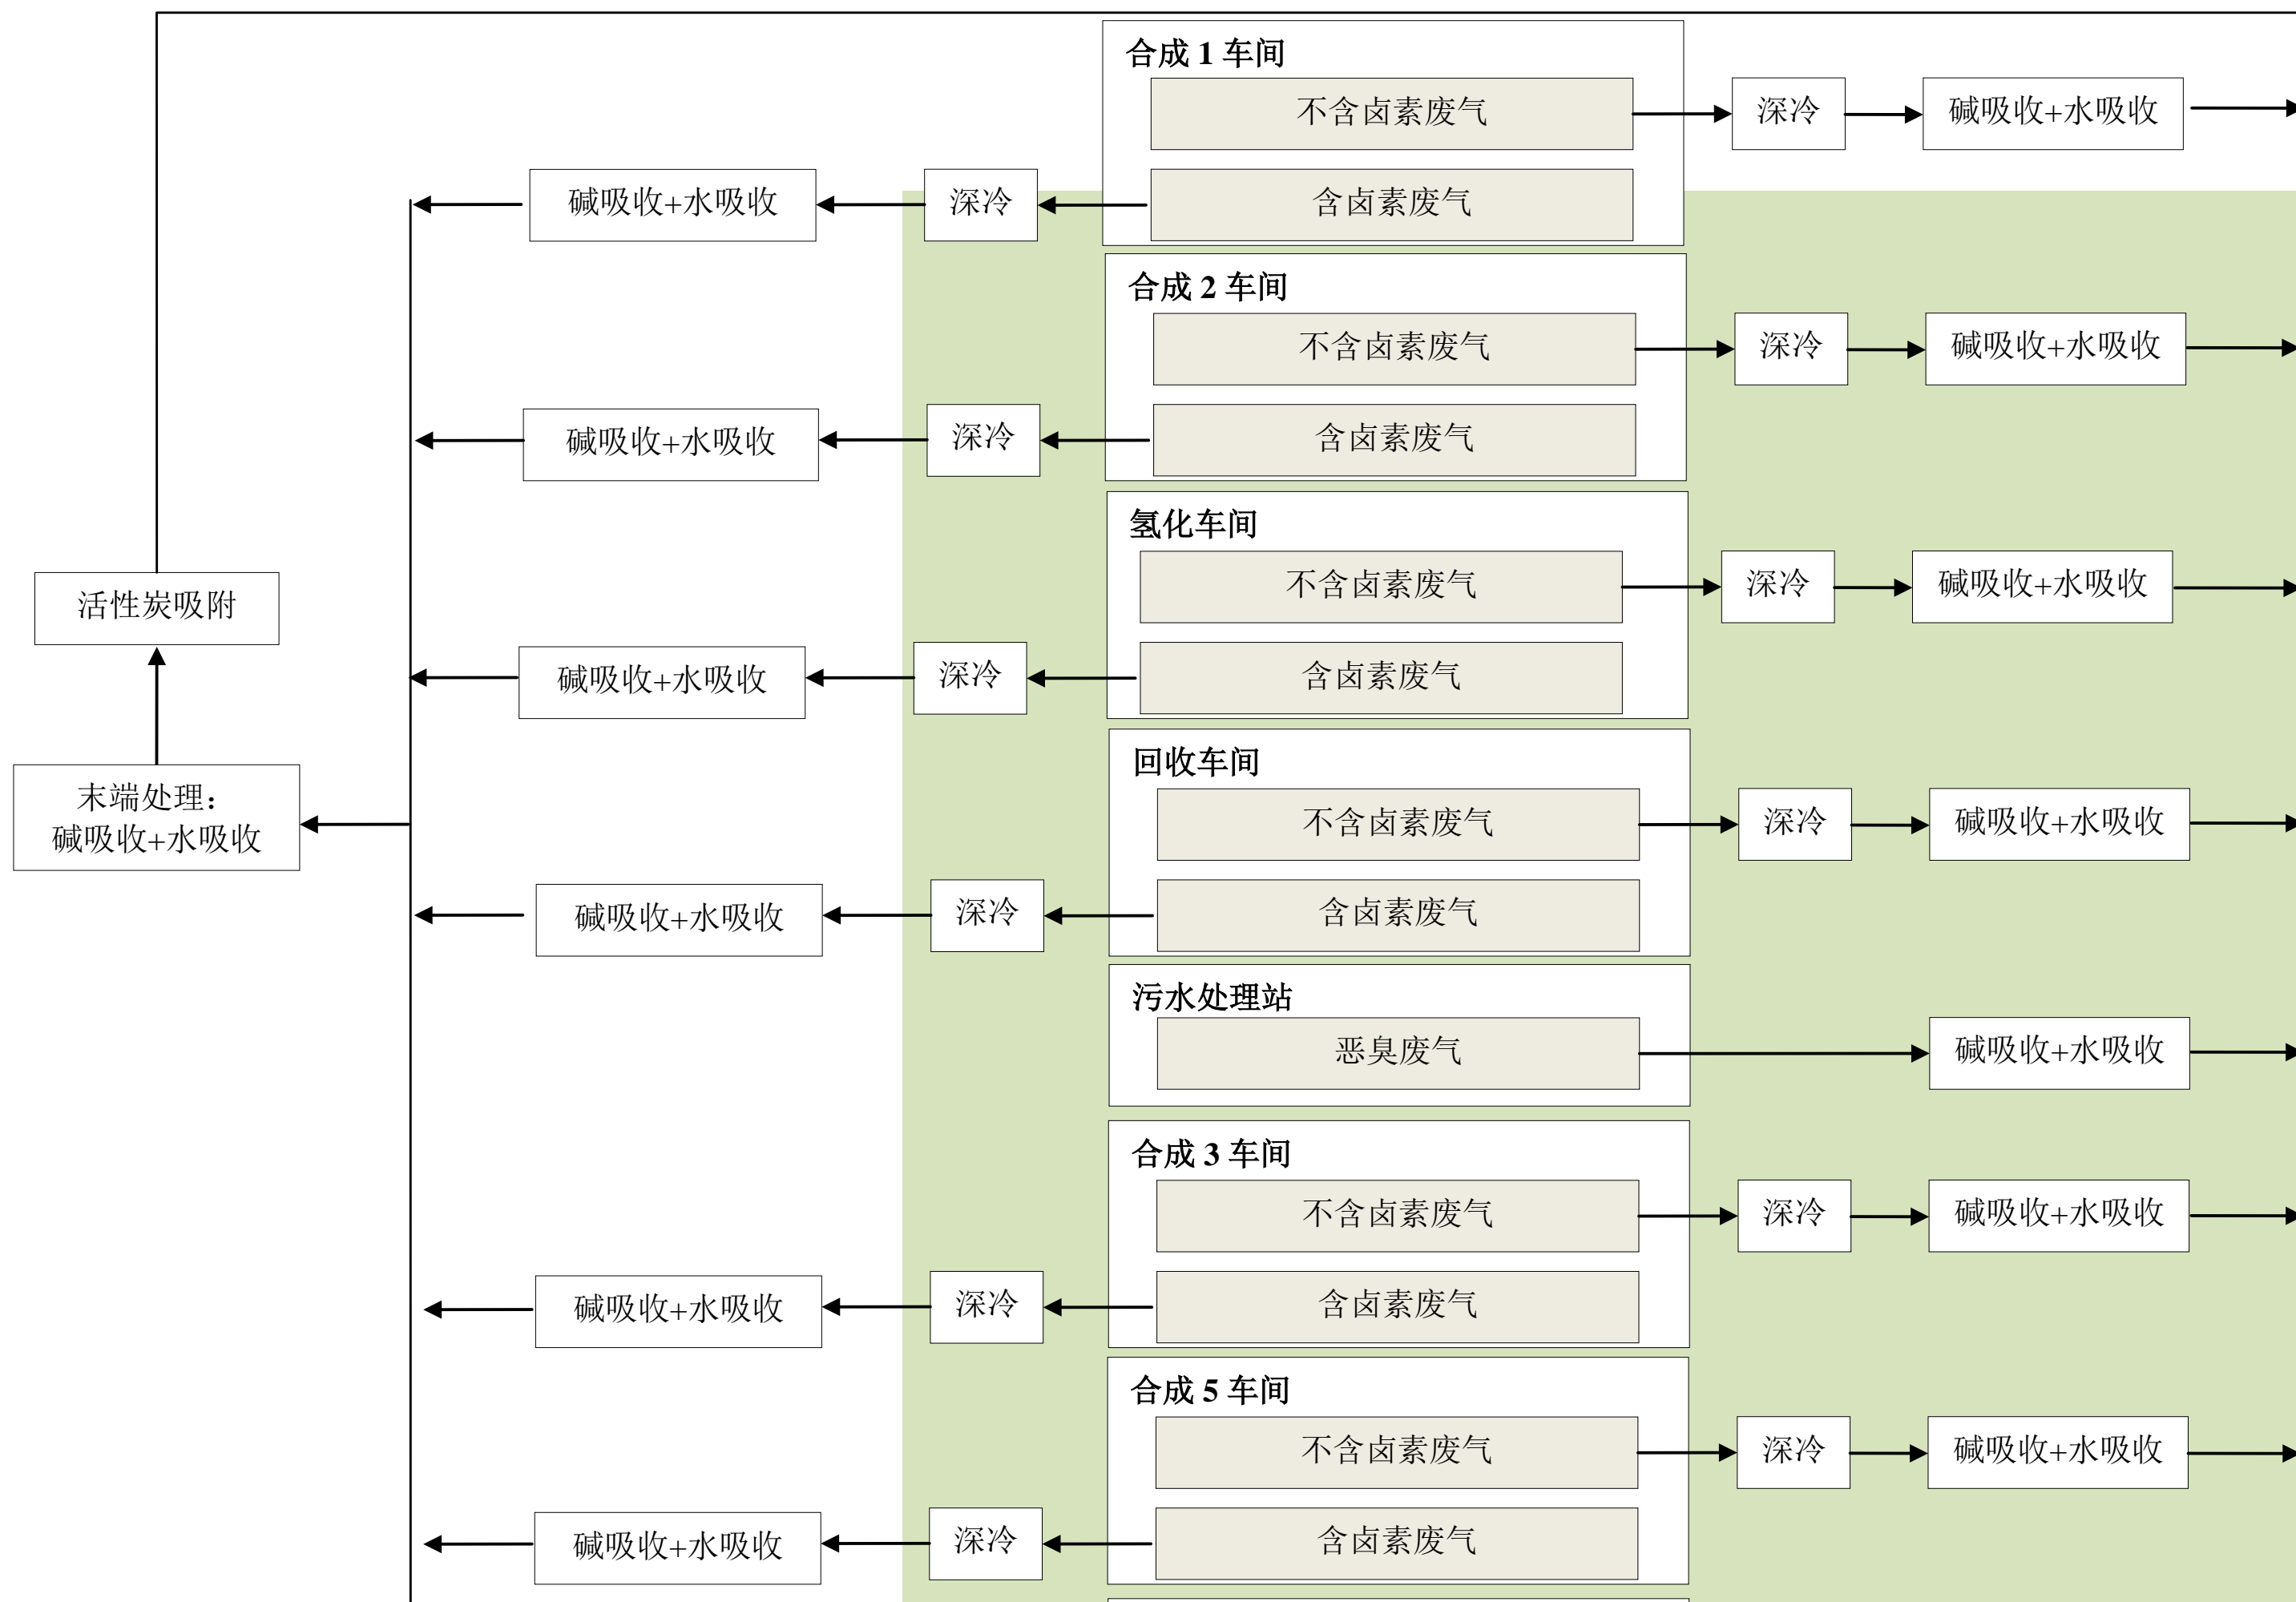 合成 1 车间
不含卤素废气
深冷
碱吸收+水吸收
碱吸收+水吸收
深冷
含卤素废气
合成 2 车间
不含卤素废气
深冷
碱吸收+水吸收
碱吸收+水吸收
深冷
含卤素废气
氢化车间
不含卤素废气
深冷
碱吸收+水吸收
活性炭吸附
碱吸收+水吸收
深冷
含卤素废气
回收车间
末端处理：
碱吸收+水吸收
不含卤素废气
深冷
碱吸收+水吸收
碱吸收+水吸收
深冷
含卤素废气
污水处理站
恶臭废气
碱吸收+水吸收
合成 3 车间
不含卤素废气
深冷
碱吸收+水吸收
碱吸收+水吸收
深冷
含卤素废气
合成 5 车间
不含卤素废气
深冷
碱吸收+水吸收
碱吸收+水吸收
深冷
含卤素废气